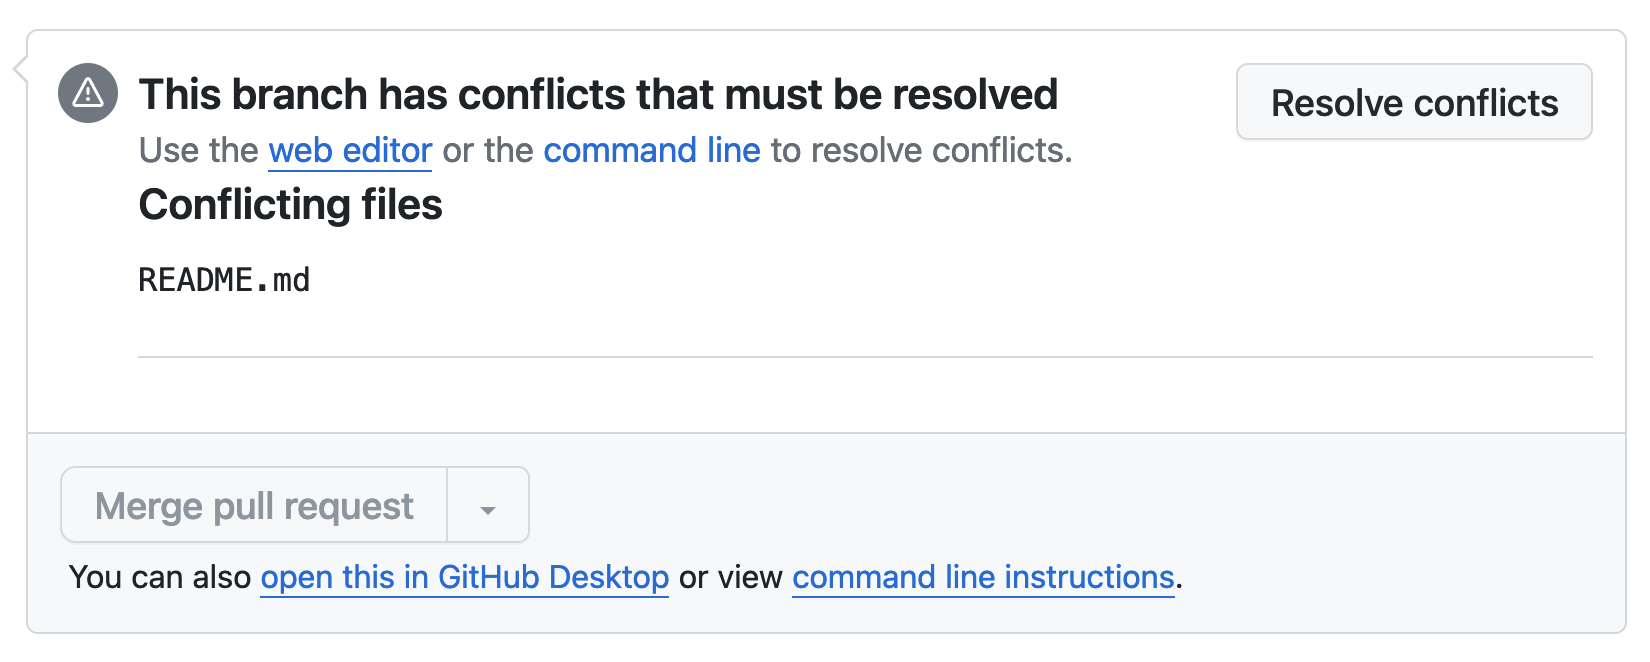 This branch has conflicts that must be resolved
Resolve conflicts
Use the web editor or the command line to resolve conflicts.
Conflicting files
README.md
Merge pull request
You can also open this in GitHub Desktop or view command line instructions.